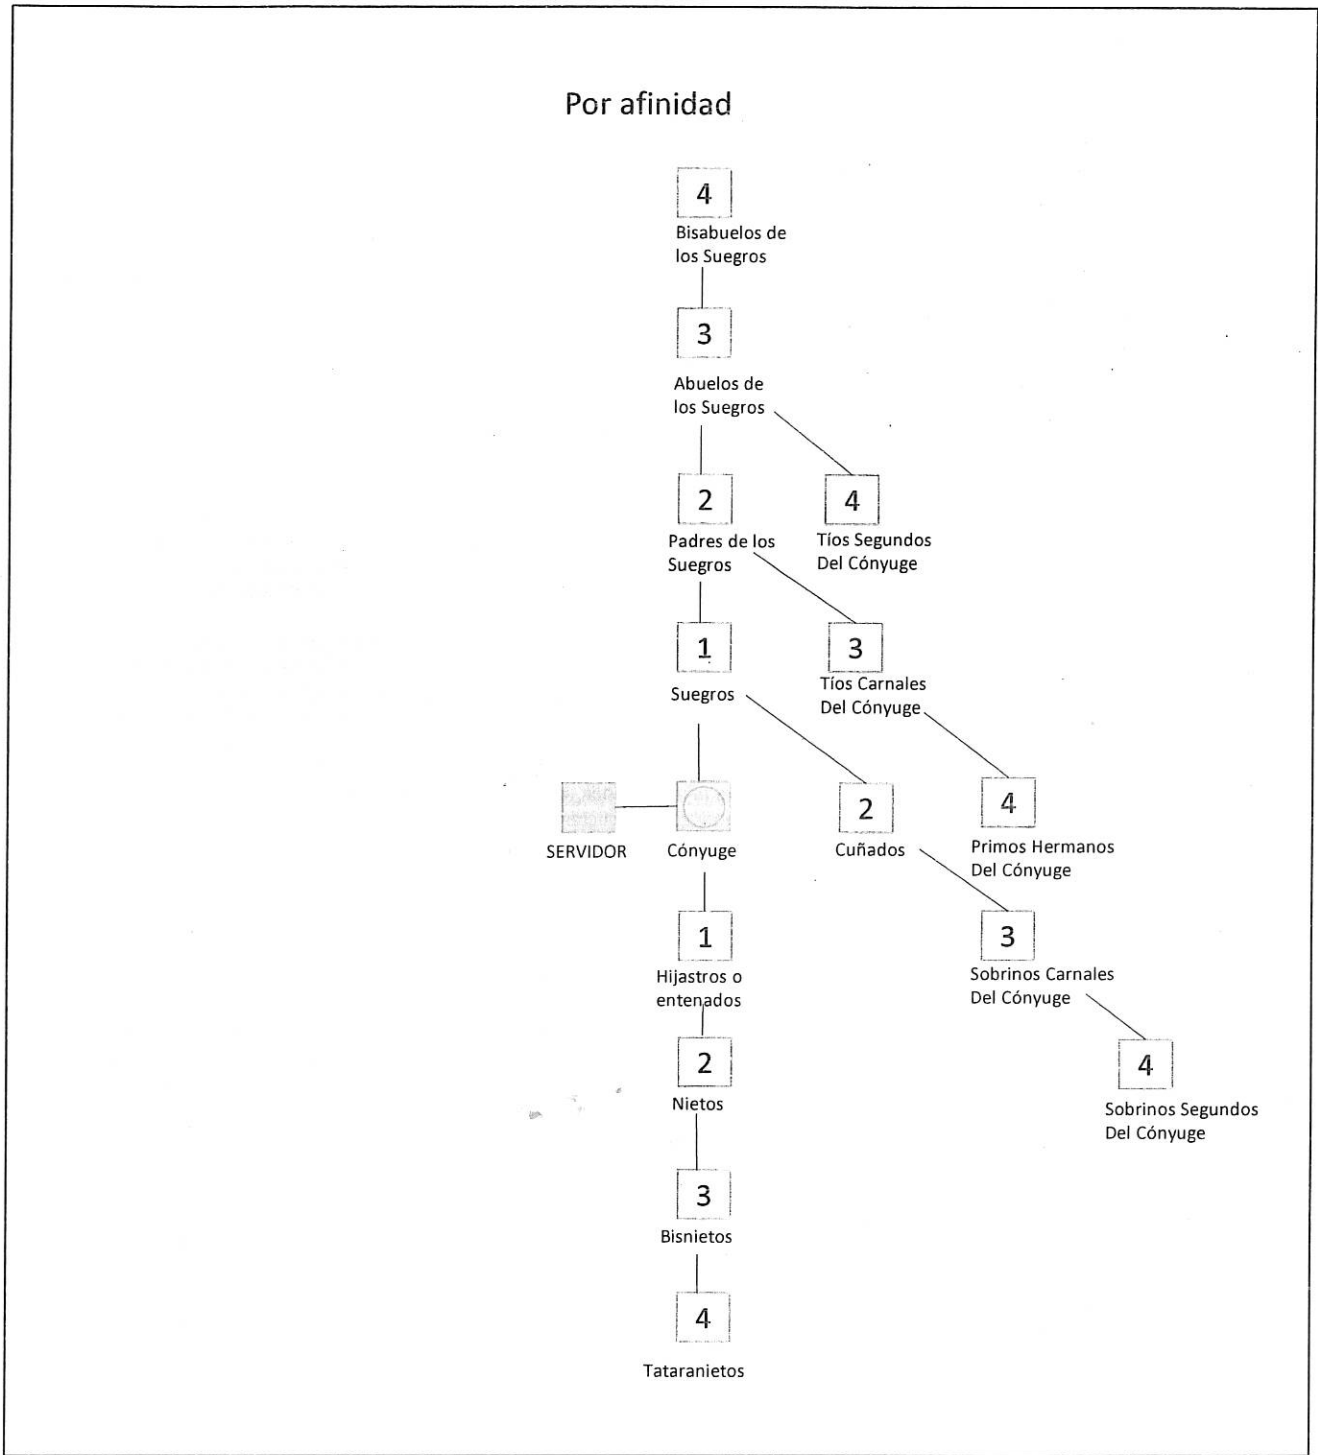 Por afinidad
4
Bisabuelos de
los Suegros
3
Abuelos de
los Suegros
2
Padres de los
Suegros
4
Tíos Segundos
Del Cónyuge
1
Suegros
3
Tíos Carnales
Del Cónyuge
SERVIDOR
Cónyuge
2
Cuñados
4
Primos Hermanos
Del Cónyuge
1
Hijastros o
entenados
3
Sobrinos Carnales
Del Cónyuge
2
Nietos
4
Sobrinos Segundos
Del Cónyuge
3
Bisnietos
4
Tataranietos